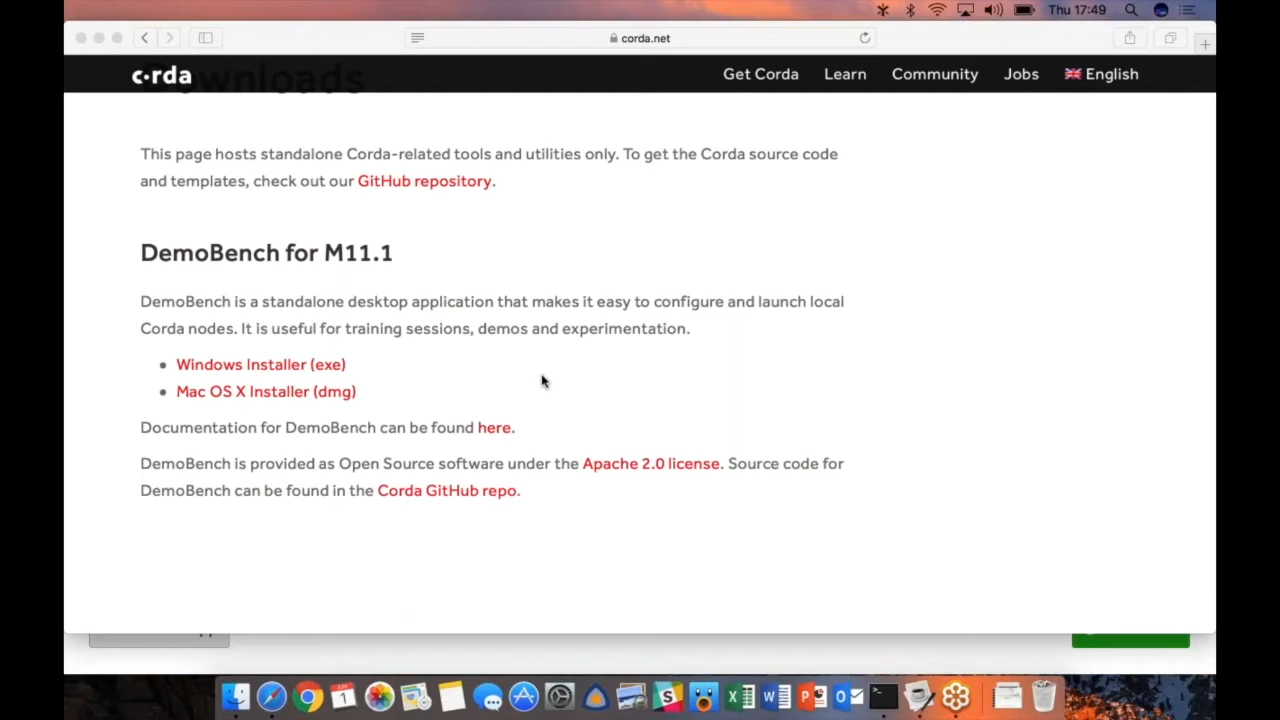 Thu 17:49
corda.net
Downloads
c·rda
Get Corda Learn Community Jobs English
This page hosts standalone Corda-related tools and utilities only. To get the Corda source code
and templates, check out our GitHub repository.
DemoBench for M11.1
DemoBench is a standalone desktop application that makes it easy to configure and launch local
Corda nodes. It is useful for training sessions, demos and experimentation.
• Windows Installer (exe)
• Mac OS X Installer (dmg)
Documentation for DemoBench can be found here.
DemoBench is provided as Open Source software under the Apache 2.0 license. Source code for
DemoBench can be found in the Corda GitHub repo.